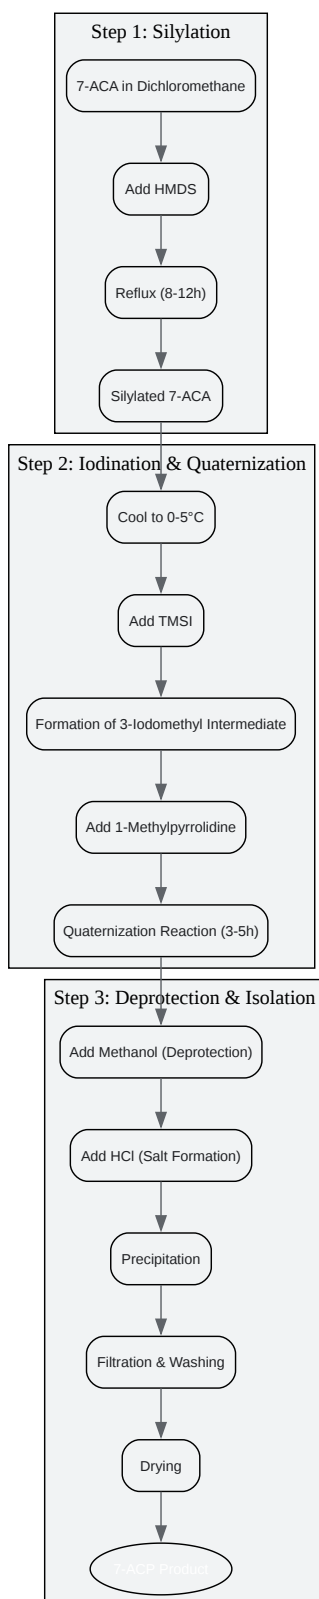 Step 1: Silylation
7-ACA in Dichloromethane
Add HMDS
Reflux (8-12h)
Silylated 7-ACA
Step 2: Iodination & Quaternization
Cool to 0-5°C
Add TMSI
Formation of 3-Iodomethyl Intermediate
Add 1-Methylpyrrolidine
Quaternization Reaction (3-5h)
Step 3: Deprotection & Isolation
Add Methanol (Deprotection)
Add HCl (Salt Formation)
Precipitation
Filtration & Washing
Drying
7-ACP Product